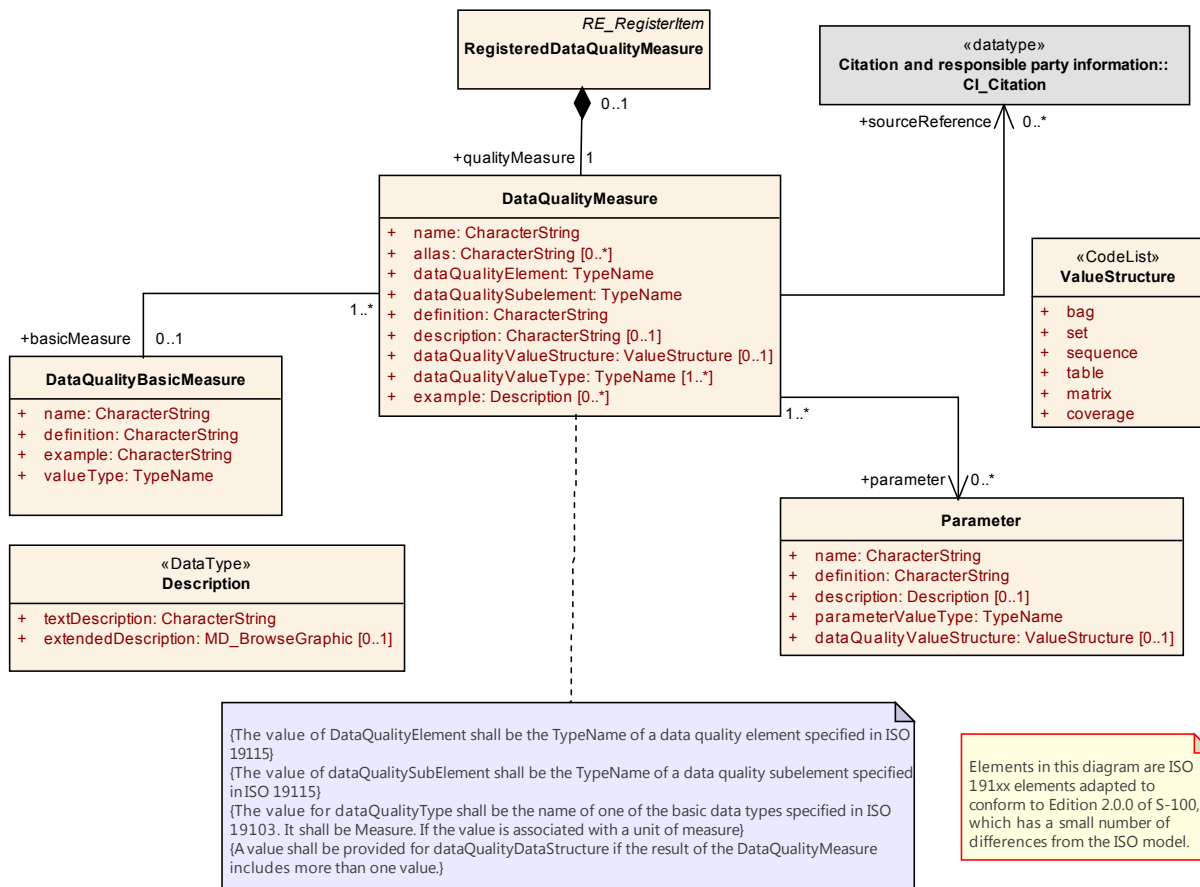 RE_RegisterItem
RegisteredDataQualityMeasure
0..1
+qualityMeasure 1
«datatype»
Citation and responsible party information::
CI_Citation
+sourceReference 0..*
DataQualityMeasure
+ name: CharacterString
+ allas: CharacterString [0..*]
+ dataQualityElement: TypeName
+ dataQualitySubelement: TypeName
+ definition: CharacterString
+ description: CharacterString [0..1]
+ dataQualityValueStructure: ValueStructure [0..1]
+ dataQualityValueType: TypeName [1..*]
+ example: Description [0..*]
«CodeList»
ValueStructure
+ bag
+ set
+ sequence
+ table
+ matrix
+ coverage
1..*
+basicMeasure 0..1
DataQualityBasicMeasure
+ name: CharacterString
+ definition: CharacterString
+ example: CharacterString
+ valueType: TypeName
1..*
+parameter 0..*
Parameter
+ name: CharacterString
+ definition: CharacterString
+ description: Description [0..1]
+ parameterValueType: TypeName
+ dataQualityValueStructure: ValueStructure [0..1]
«DataType»
Description
+ textDescription: CharacterString
+ extendedDescription: MD_BrowseGraphic [0..1]
{The value of DataQualityElement shall be the TypeName of a data quality element specified in ISO
19115}
{The value of dataQualitySubElement shall be the TypeName of a data quality subelement specified
in ISO 19115}
{The value for dataQualityType shall be the name of one of the basic data types specified in ISO
19103. It shall be Measure. If the value is associated with a unit of measure}
{A value shall be provided for dataQualityDataStructure if the result of the DataQualityMeasure
includes more than one value.}
Elements in this diagram are ISO
191xx elements adapted to
conform to Edition 2.0.0 of S-100,
which has a small number of
differences from the ISO model.